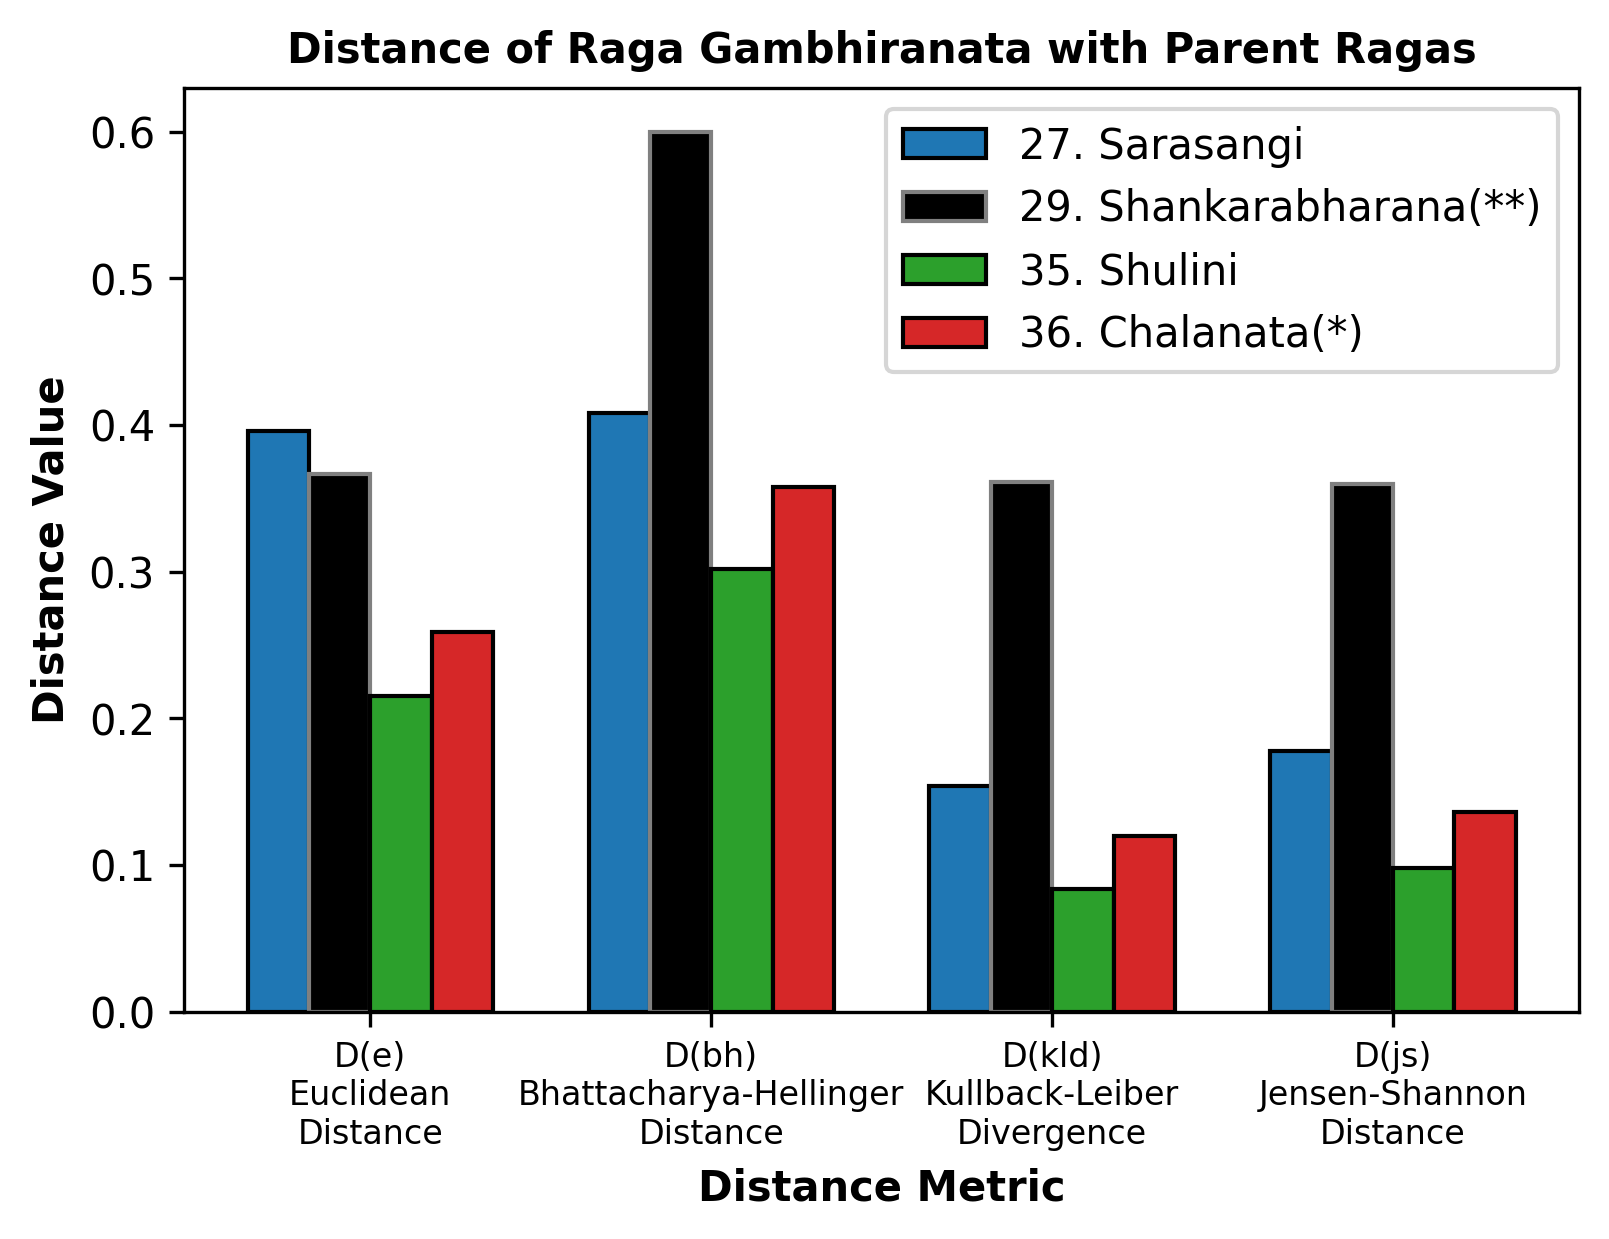 Distance of Raga Gambhiranata with Parent Ragas
27. Sarasangi
29. Shankarabharana(**)
35. Shulini
36. Chalanata(*)
Distance Value
0.6
0.5
0.4
0.3
0.2
0.1
0.0
D(e)
Euclidean
Distance
D(bh)
Bhattacharya-Hellinger
Distance
D(kld)
Kullback-Leiber
Divergence
D(js)
Jensen-Shannon
Distance
Distance Metric